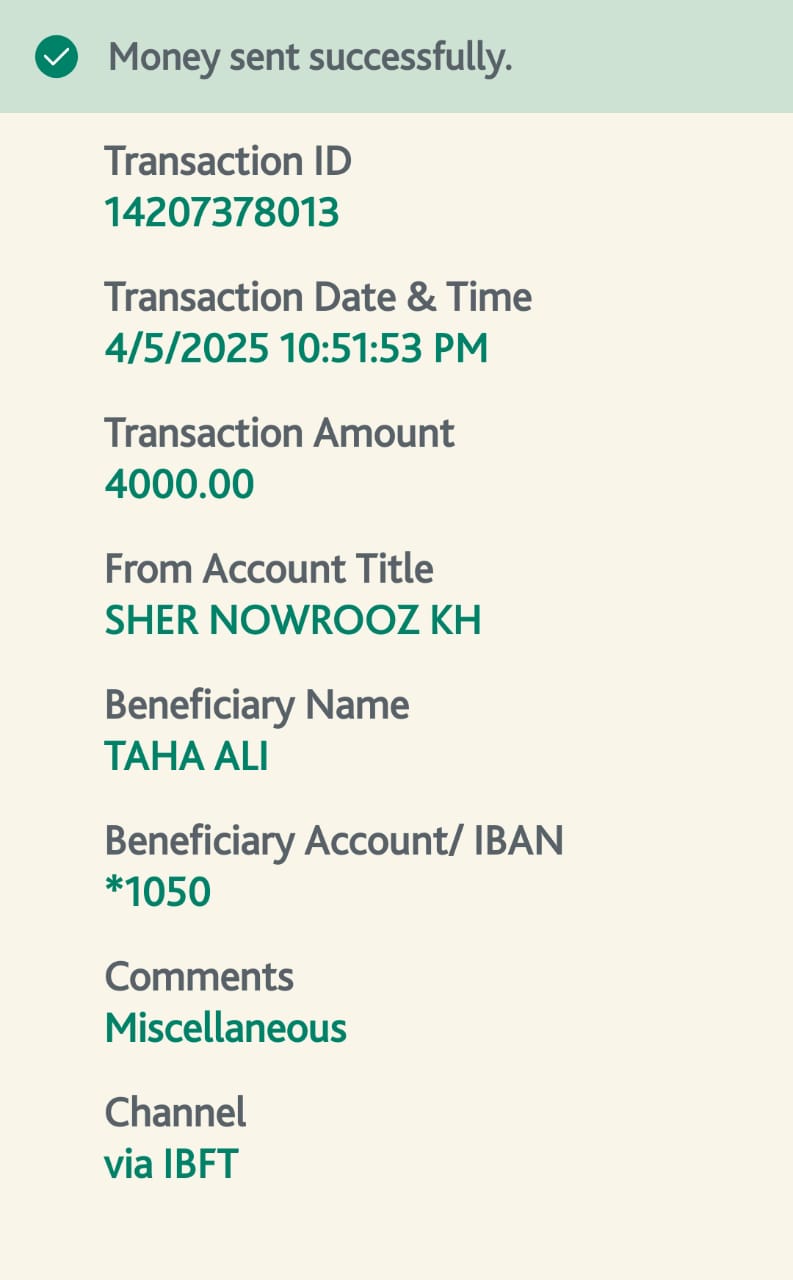 Money sent successfully.
Transaction ID
14207378013
Transaction Date & Time
4/5/2025 10:51:53 PM
Transaction Amount
4000.00
From Account Title
SHER NOWROOZ KH
Beneficiary Name
TAHA ALI
Beneficiary Account/ IBAN
*1050
Comments
Miscellaneous
Channel
via IBFT